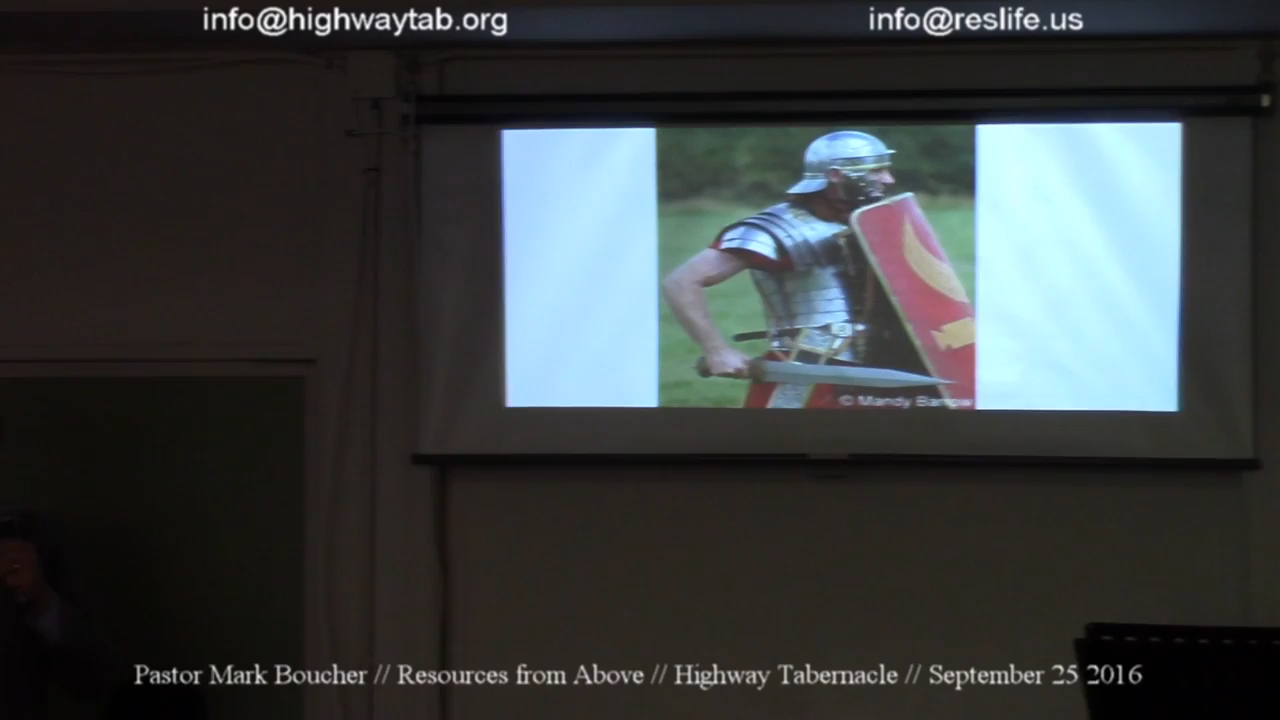 info@highwaytab.org
info@reslife.us
© Mandy Barrow
Pastor Mark Boucher // Resources from Above // Highway Tabernacle // September 25 2016